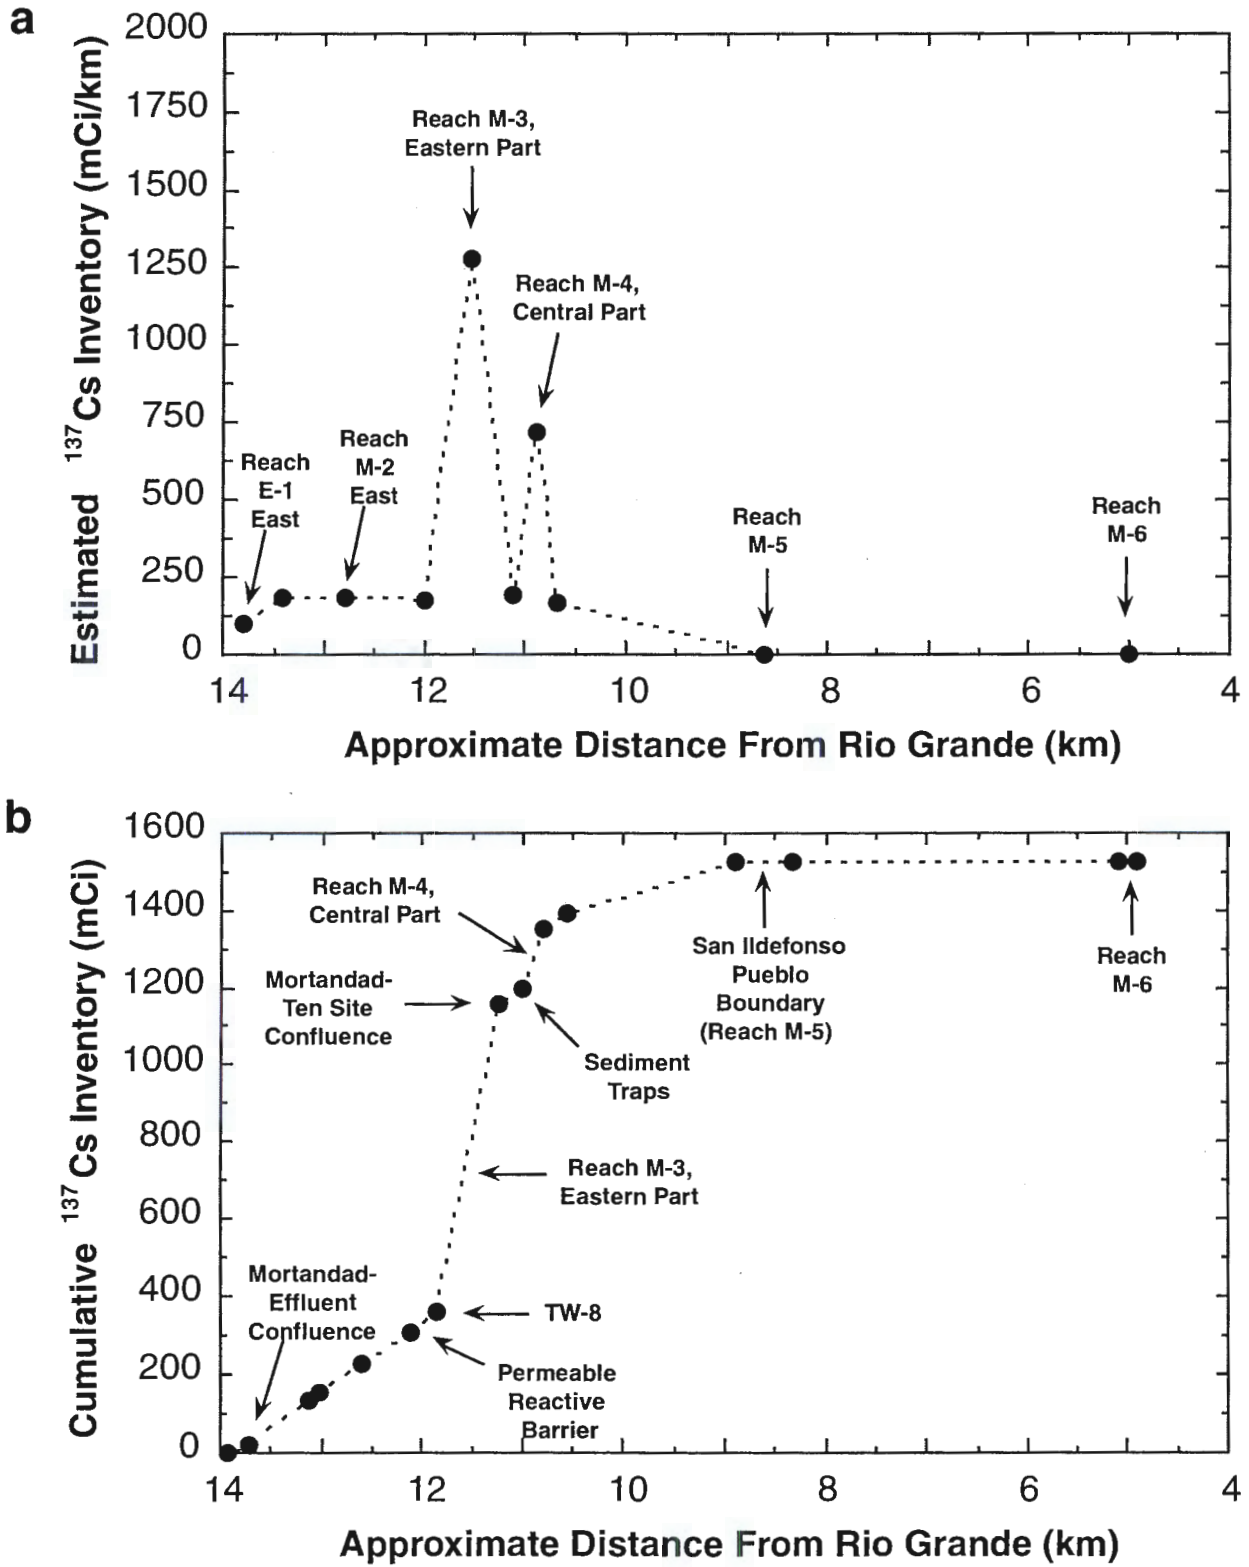 a
Estimated 137Cs Inventory (mCi/km)
2000
1750
1500
1250
1000
750
500
250
0
Reach M-3,
Eastern Part
Reach M-4,
Central Part
Reach
M-2
East
Reach
E-1
East
Reach
M-5
Reach
M-6
14 12 10 8 6 4
Approximate Distance From Rio Grande (km)
b
Cumulative 137Cs Inventory (mCi)
1600
1400
1200
1000
800
600
400
200
0
Reach M-4,
Central Part
Mortandad-
Ten Site
Confluence
San Ildefonso
Pueblo
Boundary
(Reach M-5)
Reach
M-6
Sediment
Traps
Reach M-3,
Eastern Part
Mortandad-
Effluent
Confluence
TW-8
Permeable
Reactive
Barrier
14 12 10 8 6 4
Approximate Distance From Rio Grande (km)